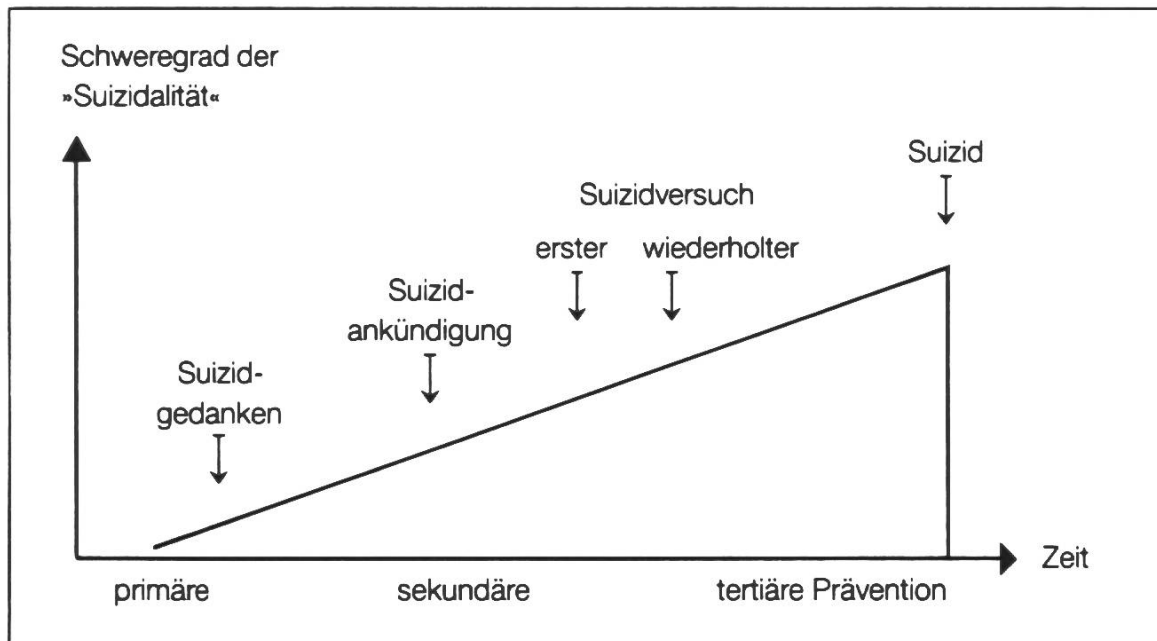 Schweregrad der
»Suizidalität«
Suizid
Suizidversuch
erster wiederholter
Suizid-
ankündigung
Suizid-
gedanken
Zeit
primäre sekundäre tertiäre Prävention